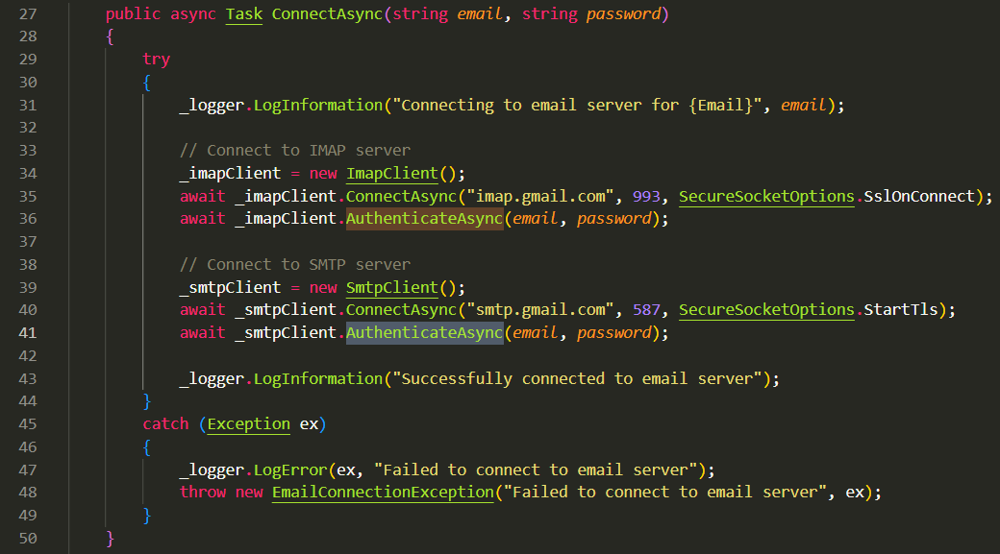 27 public async Task ConnectAsync(string email, string password)
28 {
29 try
30 {
31 _logger.LogInformation("Connecting to email server for {Email}", email);
32
33 // Connect to IMAP server
34 _imapClient = new ImapClient();
35 await _imapClient.ConnectAsync("imap.gmail.com", 993, SecureSocketOptions.SslOnConnect);
36 await _imapClient.AuthenticateAsync(email, password);
37
38 // Connect to SMTP server
39 _smtpClient = new SmtpClient();
40 await _smtpClient.ConnectAsync("smtp.gmail.com", 587, SecureSocketOptions.StartTls);
41 await _smtpClient.AuthenticateAsync(email, password);
42
43 _logger.LogInformation("Successfully connected to email server");
44 }
45 catch (Exception ex)
46 {
47 _logger.LogError(ex, "Failed to connect to email server");
48 throw new EmailConnectionException("Failed to connect to email server", ex);
49 }
50 }